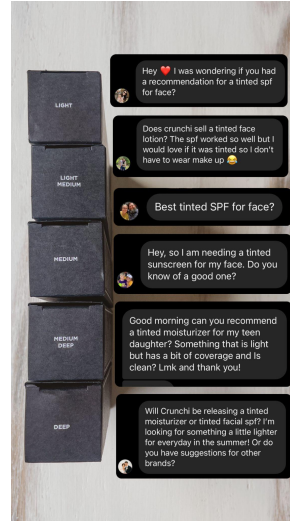 LIGHT
LIGHT
MEDIUM
MEDIUM
MEDIUM
DEEP
DEEP
Hey ❤️ I was wondering if you had
a recommendation for a tinted spf
for face?
Does crunchi sell a tinted face
lotion? The spf worked so well but I
would love if it was tinted so I don't
have to wear make up 😂
Best tinted SPF for face?
Hey, so I am needing a tinted
sunscreen for my face. Do you
know of a good one?
Good morning can you recommend
a tinted moisturizer for my teen
daughter? Something that is light
but has a bit of coverage and Is
clean? Lmk and thank you!
Will Crunchi be releasing a tinted
moisturizer or tinted facial spf? I'm
looking for something a little lighter
for everyday in the summer! Or do
you have suggestions for other
brands?